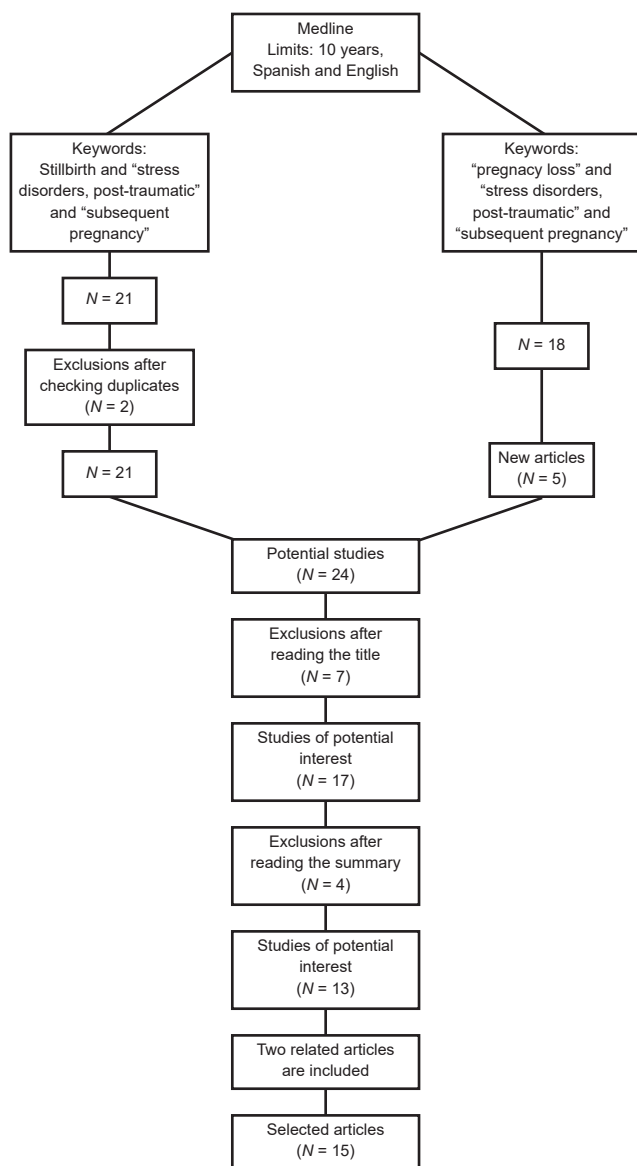 Medline
Limits: 10 years,
Spanish and English
Keywords:
Stillbirth and “stress
disorders, post-traumatic”
and “subsequent
pregnancy”
N = 21
Exclusions after
checking duplicates
(N = 2)
N = 21
Keywords:
“pregnacy loss” and
“stress disorders,
post-traumatic” and
“subsequent pregnancy”
N = 18
New articles
(N = 5)
Potential studies
(N = 24)
Exclusions after
reading the title
(N = 7)
Studies of potential
interest
(N = 17)
Exclusions after
reading the summary
(N = 4)
Studies of potential
interest
(N = 13)
Two related articles
are included
Selected articles
(N = 15)